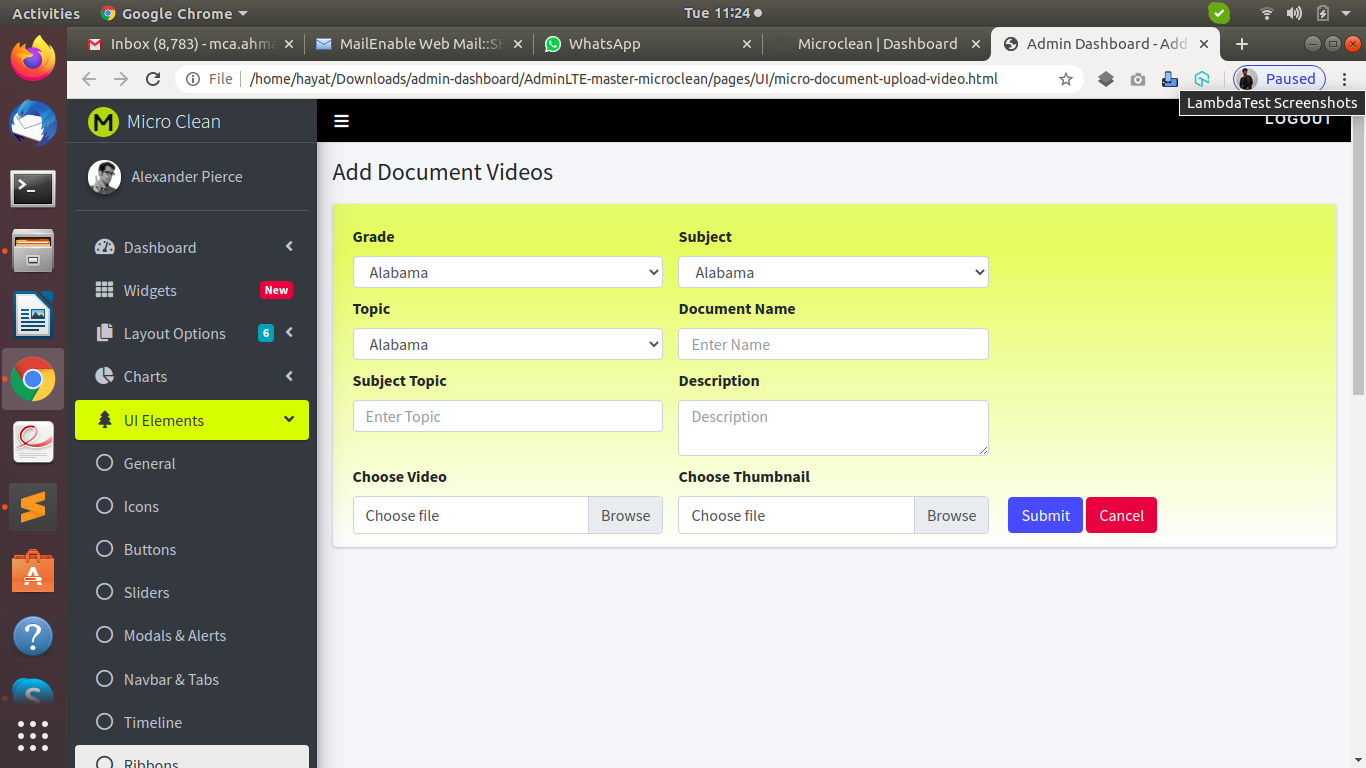 Activities Google Chrome Tue 11:24
Inbox (8,783) - mca.ahm MailEnable Web Mail::S WhatsApp Microclean | Dashboard Admin Dashboard - Add
File /home/hayat/Downloads/admin-dashboard/AdminLTE-master-microclean/pages/UI/micro-document-upload-video.html Paused
LambdaTest Screenshots
M Micro Clean LOGOUT
Alexander Pierce
Add Document Videos
Grade Subject
Dashboard
Alabama Alabama
Widgets New
Topic Document Name
Layout Options 6
Alabama Enter Name
Charts
Subject Topic Description
UI Elements
Enter Topic Description
General
Choose Video Choose Thumbnail
Icons
Choose file Browse Choose file Browse Submit Cancel
Buttons
Sliders
Modals & Alerts
Navbar & Tabs
Timeline
Ribbons